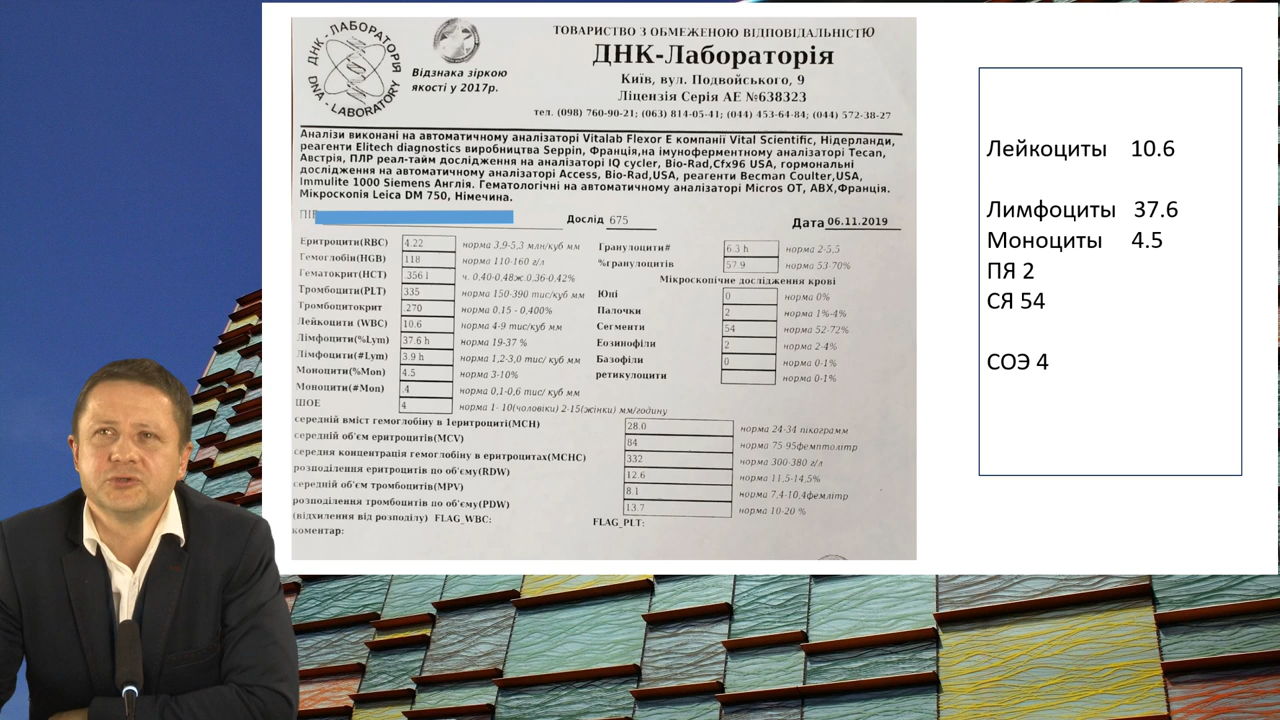 ДНК - ЛАБОРАТОРІЯ
DNA - LABORATORY
Відзнака зіркою
якості у 2017р.
ТОВАРИСТВО З ОБМЕЖЕНОЮ ВІДПОВІДАЛЬНІСТЮ
ДНК-Лабораторія
Київ, вул. Подвойського, 9
Ліцензія Серія АЕ №638323
тел. (098) 760-90-21; (063) 814-05-41; (044) 453-64-84; (044) 572-38-27
Аналізи виконані на автоматичному аналізаторі Vitalab Flexor E компанії Vital Scientific, Нідерланди,
реагенти Elitech diagnostics виробництва Seppin, Франція,на імуноферментному аналізаторі Tecan,
Австрія, ПЛР реал-тайм дослідження на аналізаторі IQ cycler, Bio-Rad,Cfx96 USA, гормональні
дослідження на автоматичному аналізаторі Access, Bio-Rad,USA, реагенти Becman Coulter,USA,
Immulite 1000 Siemens Англія. Гематологічні на автоматичному аналізаторі Micros OT, ABX,Франція.
Мікроскопія Leica DM 750, Німечина.
Дослід 675 Дата 06.11.2019
Еритроцити(RBC) 4.22 норма 3,9-5,3 млн/куб мм
Гемоглобін(HGB) 118 норма 110-160 г/л
Гематокрит(HCT) .356 l ч. 0,40-0,48ж.0,36-0,42%
Тромбоцити(PLT) 335 норма 150-390 тис/куб мм
Тромбоцитокрит .270 норма 0,15 - 0,400%
Лейкоцити (WBC) 10.6 норма 4-9 тис/куб мм
Лімфоцити(%Lym) 37.6 h норма 19-37 %
Лімфоцити(#Lym) 3.9 h норма 1,2-3,0 тис/ куб мм
Моноцити(%Mon) 4.5 норма 3-10%
Моноцити(#Mon) .4 норма 0,1-0,6 тис/ куб мм
ШОЕ 4 норма 1- 10(чоловіки) 2-15(жінки) мм/годину
Гранулоцити# 6.3 h норма 2-5,5
%гранулоцитів 57.9 норма 53-70%
Мікроскопічне дослідження крові
Юні 0 норма 0%
Палочки 2 норма 1%-4%
Сегменти 54 норма 52-72%
Еозинофіли 2 норма 2-4%
Базофіли 0 норма 0-1%
ретикулоцити норма 0-1%
середній вміст гемоглобіну в 1еритроциті(MCH) 28.0 норма 24-34 пікограмм
середній об'єм еритроцитів(MCV) 84 норма 75-95фемптолітр
середня концентрація гемоглобіну в еритроцитах(MCHC) 332 норма 300-380 г/л
розподілення еритроцитів по об'єму(RDW) 12.6 норма 11,5-14,5%
середній об'єм тромбоцитів(MPV) 8.1 норма 7,4-10,4фемлітр
розподілення тромбоцитів по об'єму(PDW) 13.7 норма 10-20 %
(відхилення від розподілу) FLAG_WBC: FLAG_PLT:
коментар:
Лейкоциты 10.6
Лимфоциты 37.6
Моноциты 4.5
ПЯ 2
СЯ 54
СОЭ 4